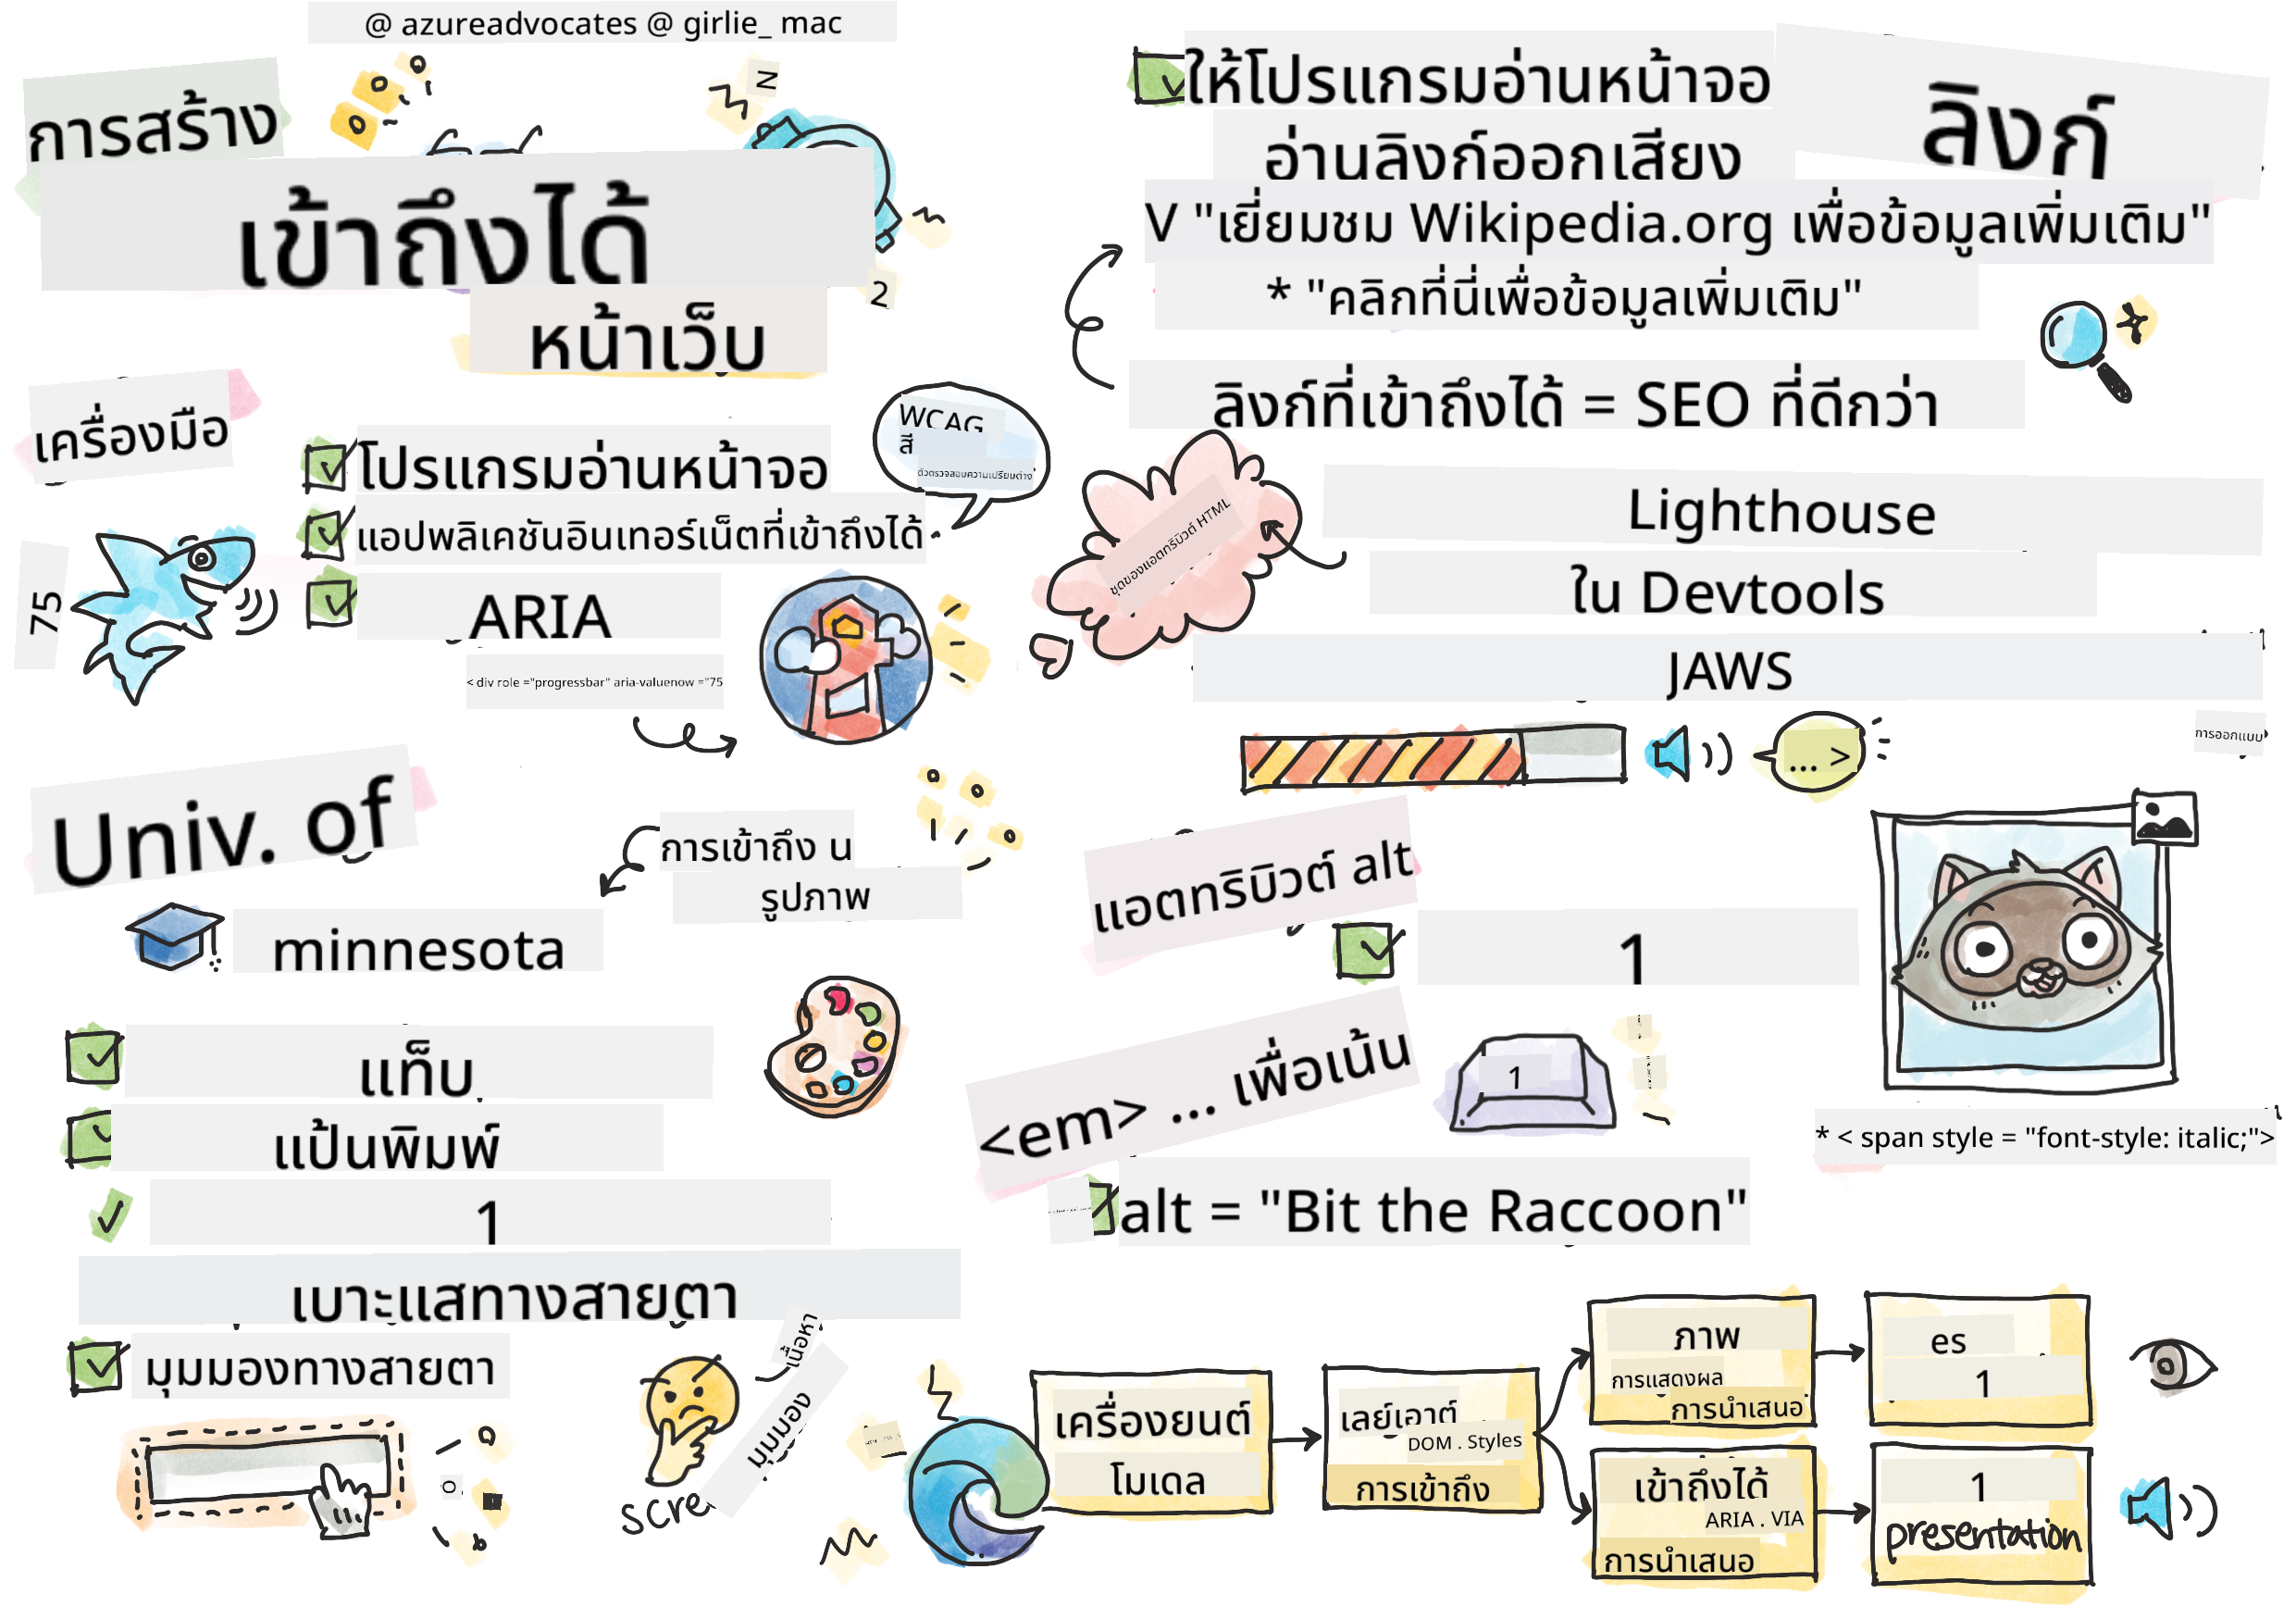 @ azureadvocates @ girlie_ mac
การสร้าง
เข้าถึงได้
หน้าเว็บ
N
2
เครื่องมือ
โปรแกรมอ่านหน้าจอ
แอปพลิเคชันอินเทอร์เน็ตที่เข้าถึงได้
ARIA
< div role ="progressbar" aria-valuenow ="75
75
WCAG
สี
ตัวตรวจสอบความเปรียบต่าง
Univ. of
minnesota
การเข้าถึง u
รูปภาพ
แท็บ
แป้นพิมพ์
1
เบาะแสทางสายตา
มุมมองทางสายตา
เนื้อหา
มุมมอง
scre
ให้โปรแกรมอ่านหน้าจอ
อ่านลิงก์ออกเสียง
ลิงก์
V "เยี่ยมชม Wikipedia.org เพื่อข้อมูลเพิ่มเติม"
* "คลิกที่นี่เพื่อข้อมูลเพิ่มเติม"
ลิงก์ที่เข้าถึงได้ = SEO ที่ดีกว่า
ชุดของแอตทริบิวต์ HTML
Lighthouse
ใน Devtools
JAWS
... >
การออกแบบ
แอตทริบิวต์ alt
1
<em> ... เพื่อเน้น
1
* < span style = "font-style: italic;">
alt = "Bit the Raccoon"
เครื่องยนต์
โมเดล
เลย์เอาต์
DOM . Styles
การเข้าถึง
ภาพ
การแสดงผล
การนำเสนอ
es
1
เข้าถึงได้
ARIA . VIA
การนำเสนอ
1
presentation